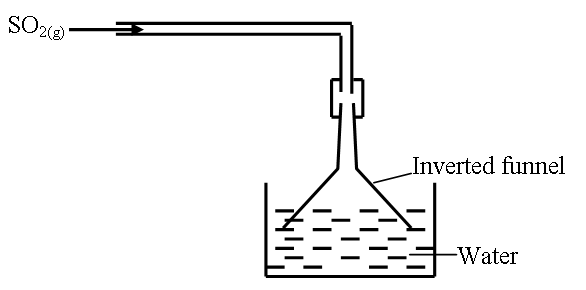 SO2(g)
Inverted funnel
Water